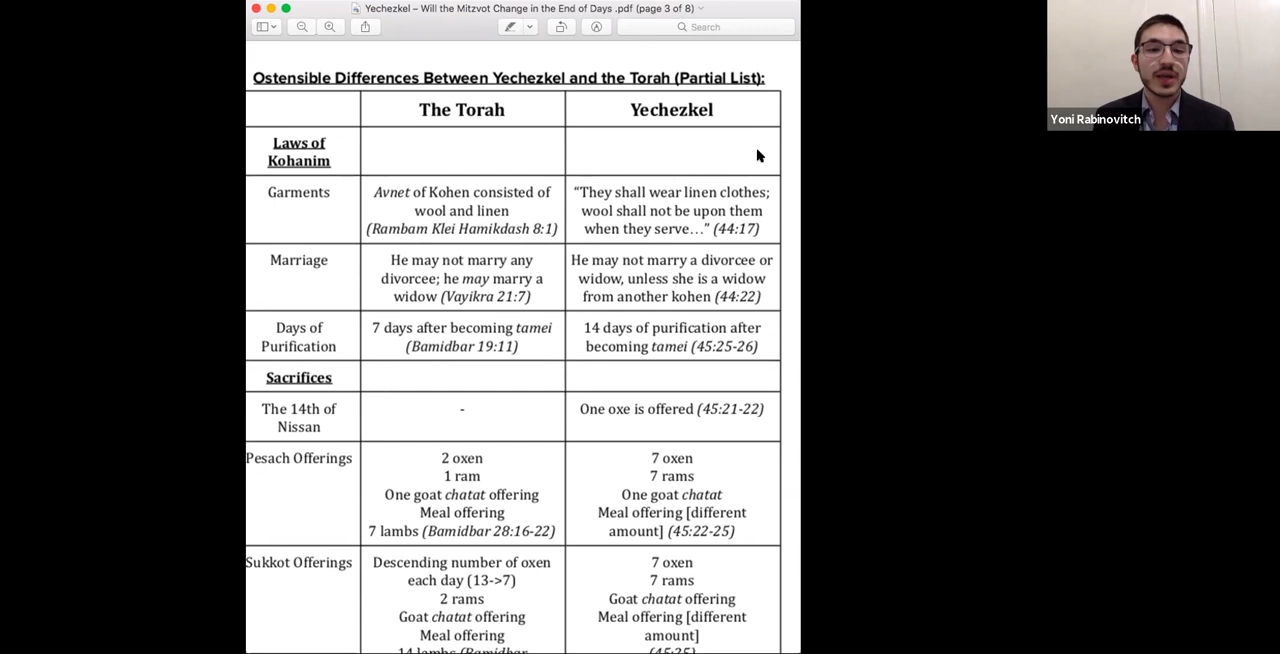 Yechezkel – Will the Mitzvot Change in the End of Days .pdf (page 3 of 8)
Search
Ostensible Differences Between Yechezkel and the Torah (Partial List):
The Torah
Yechezkel
Laws of
Kohanim
Garments
Avnet of Kohen consisted of
wool and linen
(Rambam Klei Hamikdash 8:1)
“They shall wear linen clothes;
wool shall not be upon them
when they serve…” (44:17)
Marriage
He may not marry any
divorcee; he may marry a
widow (Vayikra 21:7)
He may not marry a divorcee or
widow, unless she is a widow
from another kohen (44:22)
Days of
Purification
7 days after becoming tamei
(Bamidbar 19:11)
14 days of purification after
becoming tamei (45:25-26)
Sacrifices
The 14th of
Nissan
-
One oxe is offered (45:21-22)
Pesach Offerings
2 oxen
1 ram
One goat chatat offering
Meal offering
7 lambs (Bamidbar 28:16-22)
7 oxen
7 rams
One goat chatat
Meal offering [different
amount] (45:22-25)
Sukkot Offerings
Descending number of oxen
each day (13->7)
2 rams
Goat chatat offering
Meal offering
14 lambs (Bamidbar
7 oxen
7 rams
Goat chatat offering
Meal offering [different
amount]
(45:25)
Yoni Rabinovitch